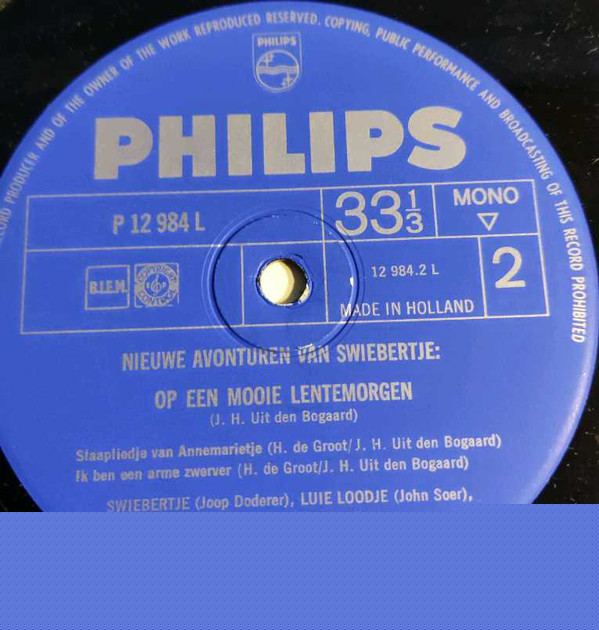 RECORD PRODUCER AND OF THE OWNER OF THE WORK REPRODUCED RESERVED. COPYING, PUBLIC PERFORMANCE AND BROADCASTING OF THIS RECORD PROHIBITED
PHILIPS
PHILIPS
P 12 984 L
33 1/3
MONO
B.I.E.M.
12 984.2 L
2
MADE IN HOLLAND
NIEUWE AVONTUREN VAN SWIEBERTJE:
OP EEN MOOIE LENTEMORGEN
(J. H. Uit den Bogaard)
Slaapliedje van Annemarietje (H. de Groot/J. H. Uit den Bogaard)
Ik ben een arme zwerver (H. de Groot/J. H. Uit den Bogaard)
SWIEBERTJE (Joop Doderer), LUIE LOODJE (John Soer),